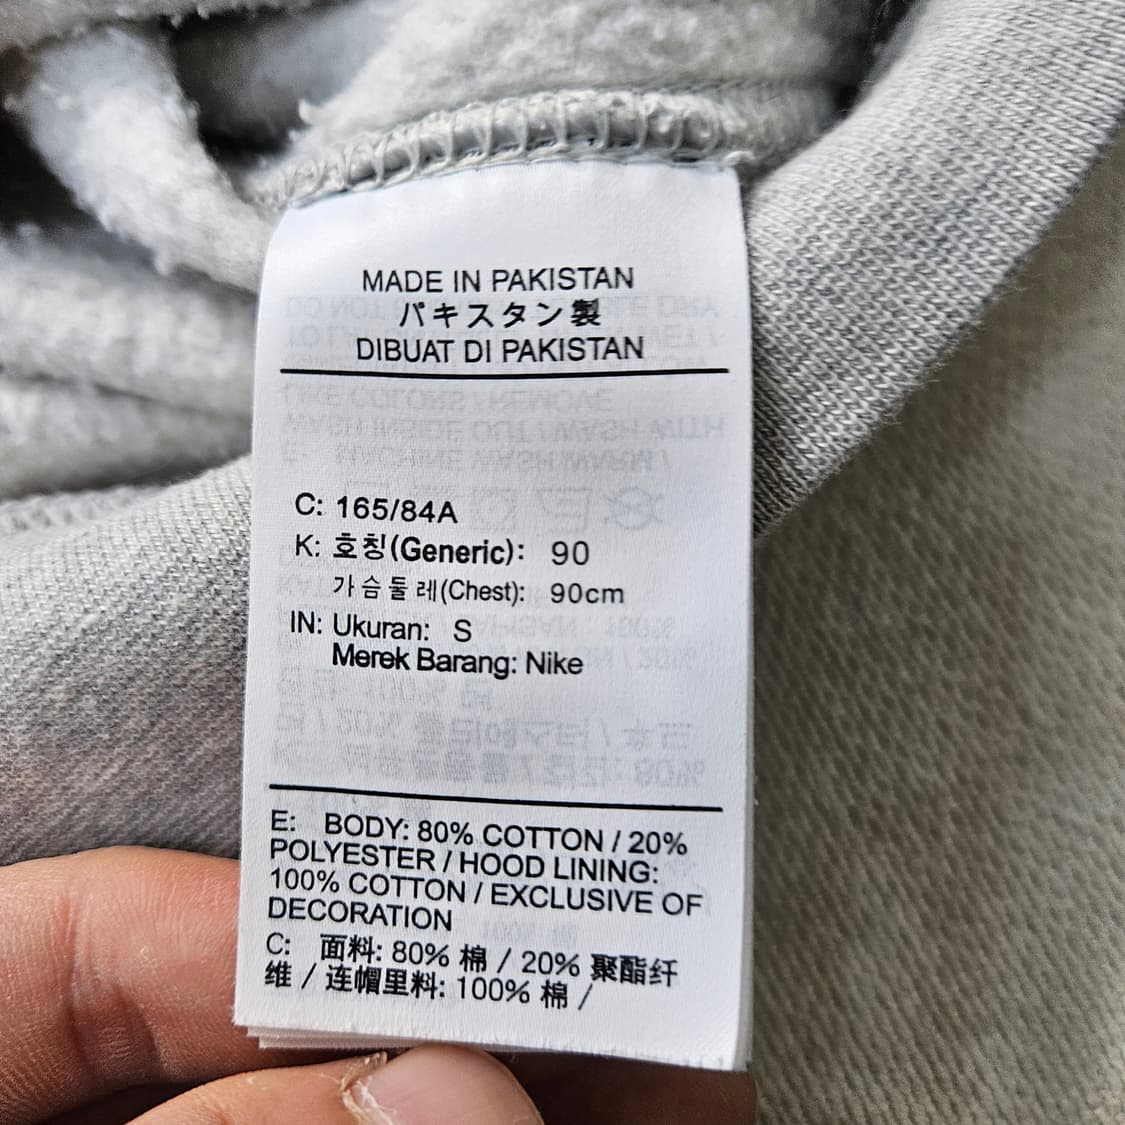 MADE IN PAKISTAN
パキスタン製
DIBUAT DI PAKISTAN
C: 165/84A
K: 호칭(Generic): 90
가슴둘레(Chest): 90cm
IN: Ukuran: S
Merek Barang: Nike
E: BODY: 80% COTTON / 20%
POLYESTER / HOOD LINING:
100% COTTON / EXCLUSIVE OF
DECORATION
C: 面料: 80% 棉 / 20% 聚酯纤
维 / 连帽里料: 100% 棉 /